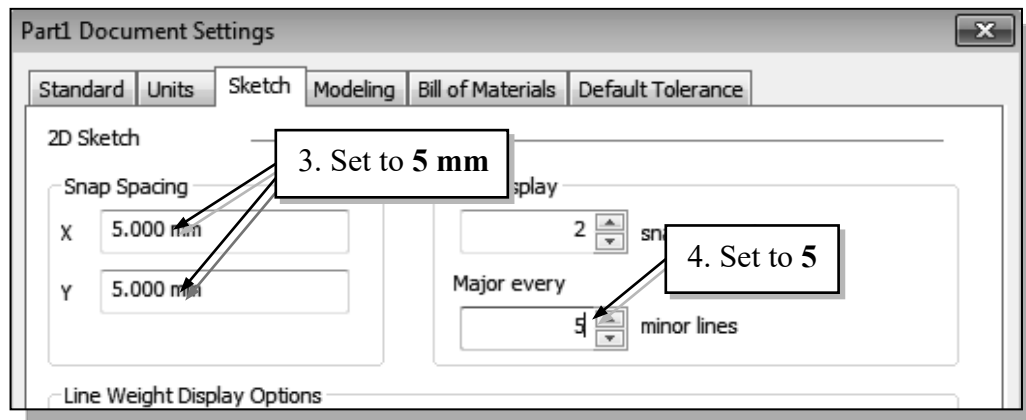 Part1 Document Settings
Standard Units Sketch Modeling Bill of Materials Default Tolerance
2D Sketch
3. Set to 5 mm
Snap Spacing
X 5.000 mm
Y 5.000 mm
2
4. Set to 5
Major every
5 minor lines
Line Weight Display Options